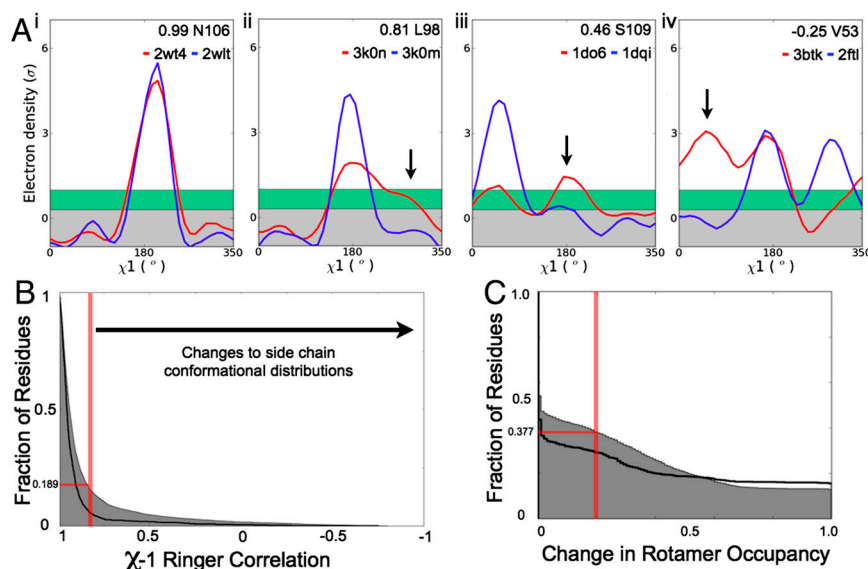 A
i
0.99 N106
2wt4 2wlt
ii
0.81 L98
3k0n 3k0m
iii
0.46 S109
1do6 1dqi
iv
-0.25 V53
3btk 2ftl
Electron density (σ)
6
3
0
0 180 350
χ1 (°)
6
3
0
0 180 350
χ1 (°)
6
3
0
0 180 350
χ1 (°)
6
3
0
0 180 350
χ1 (°)
B
Fraction of Residues
1
0.5
0.189
0
Changes to side chain
conformational distributions
1 0.5 0 -0.5 -1
χ-1 Ringer Correlation
C
Fraction of Residues
1.0
0.5
0.377
0
0 0.5 1.0
Change in Rotamer Occupancy